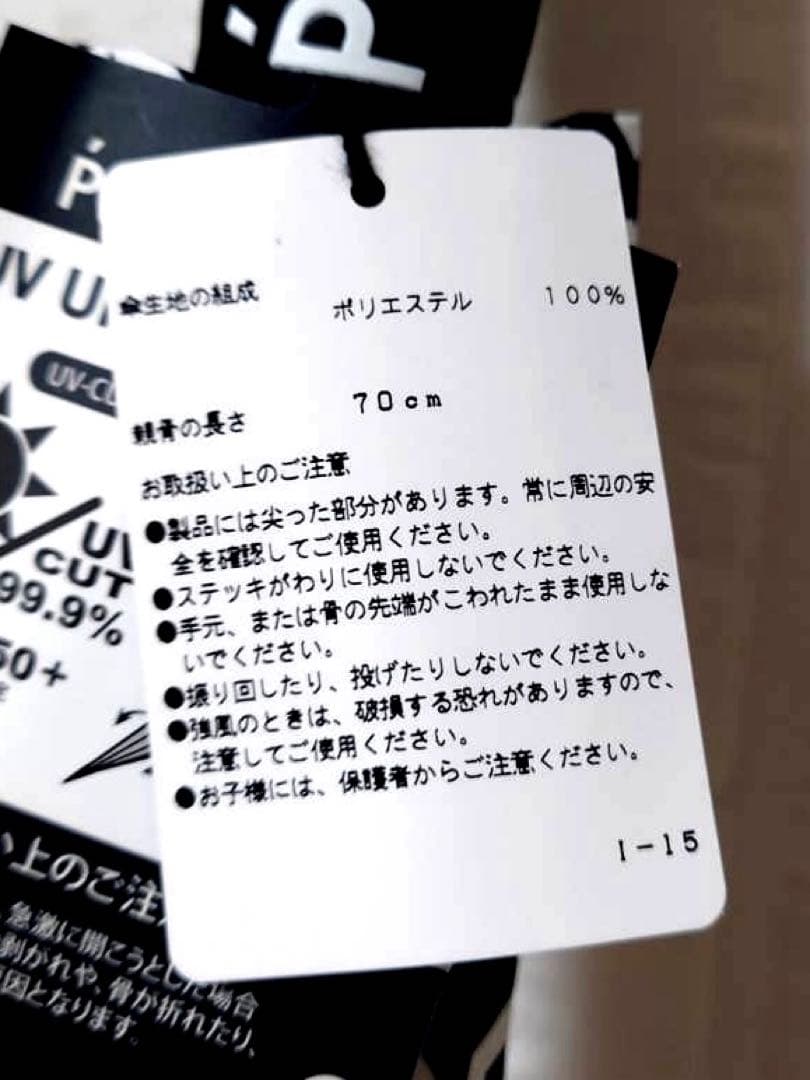 傘生地の組成 ポリエステル 100%
親骨の長さ 70cm
お取扱い上のご注意
●製品には尖った部分があります。常に周辺の安
全を確認してご使用ください。
●ステッキがわりに使用しないでください。
●手元、または骨の先端がこわれたまま使用しな
いでください。
●振り回したり、投げたりしないでください。
●強風のときは、破損する恐れがありますので、
注意してご使用ください。
●お子様には、保護者からご注意ください。
I-15
UV
CUT
99.9%
50+
上のご注
急激に開こうとした場合
剥がれや、骨が折れたり、
因となります。